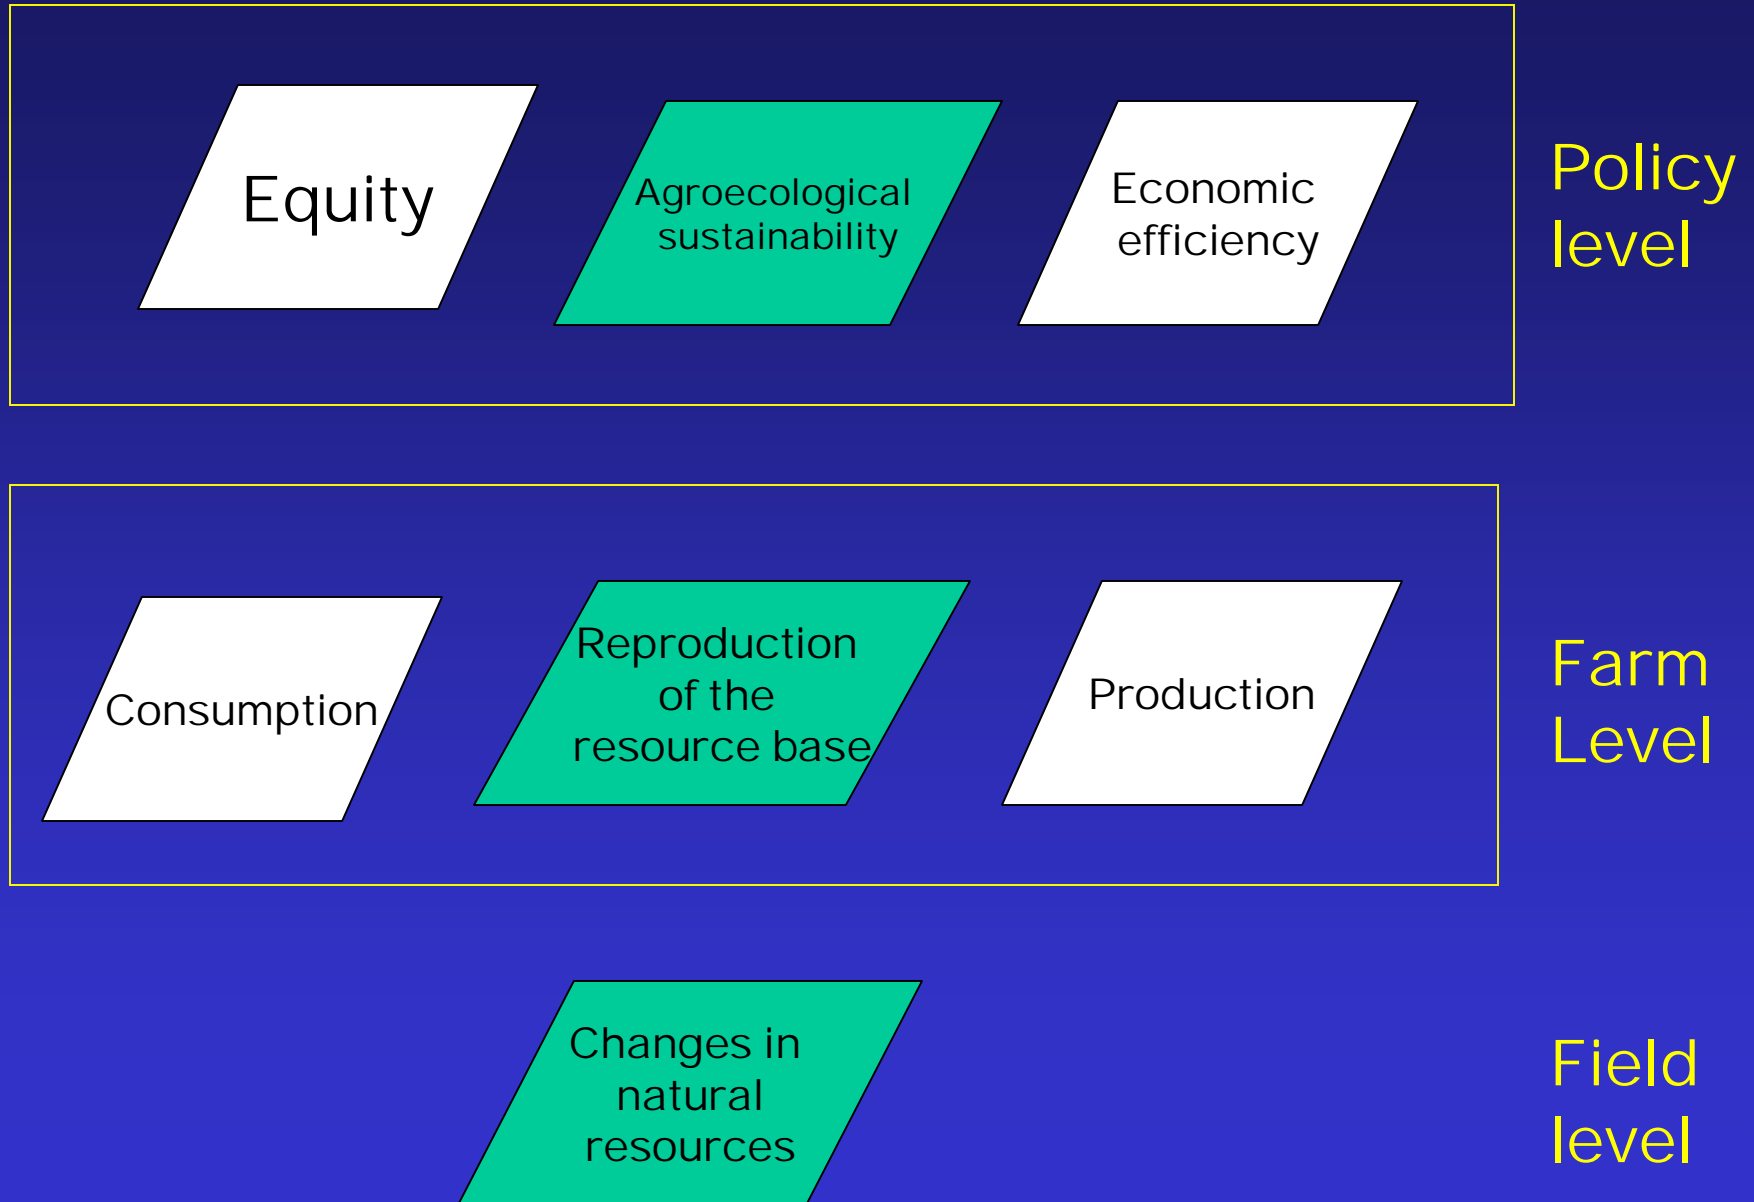 Equity
Agroecological
sustainability
Economic
efficiency
Policy
level
Consumption
Reproduction
of the
resource base
Production
Farm
Level
Changes in
natural
resources
Field
level